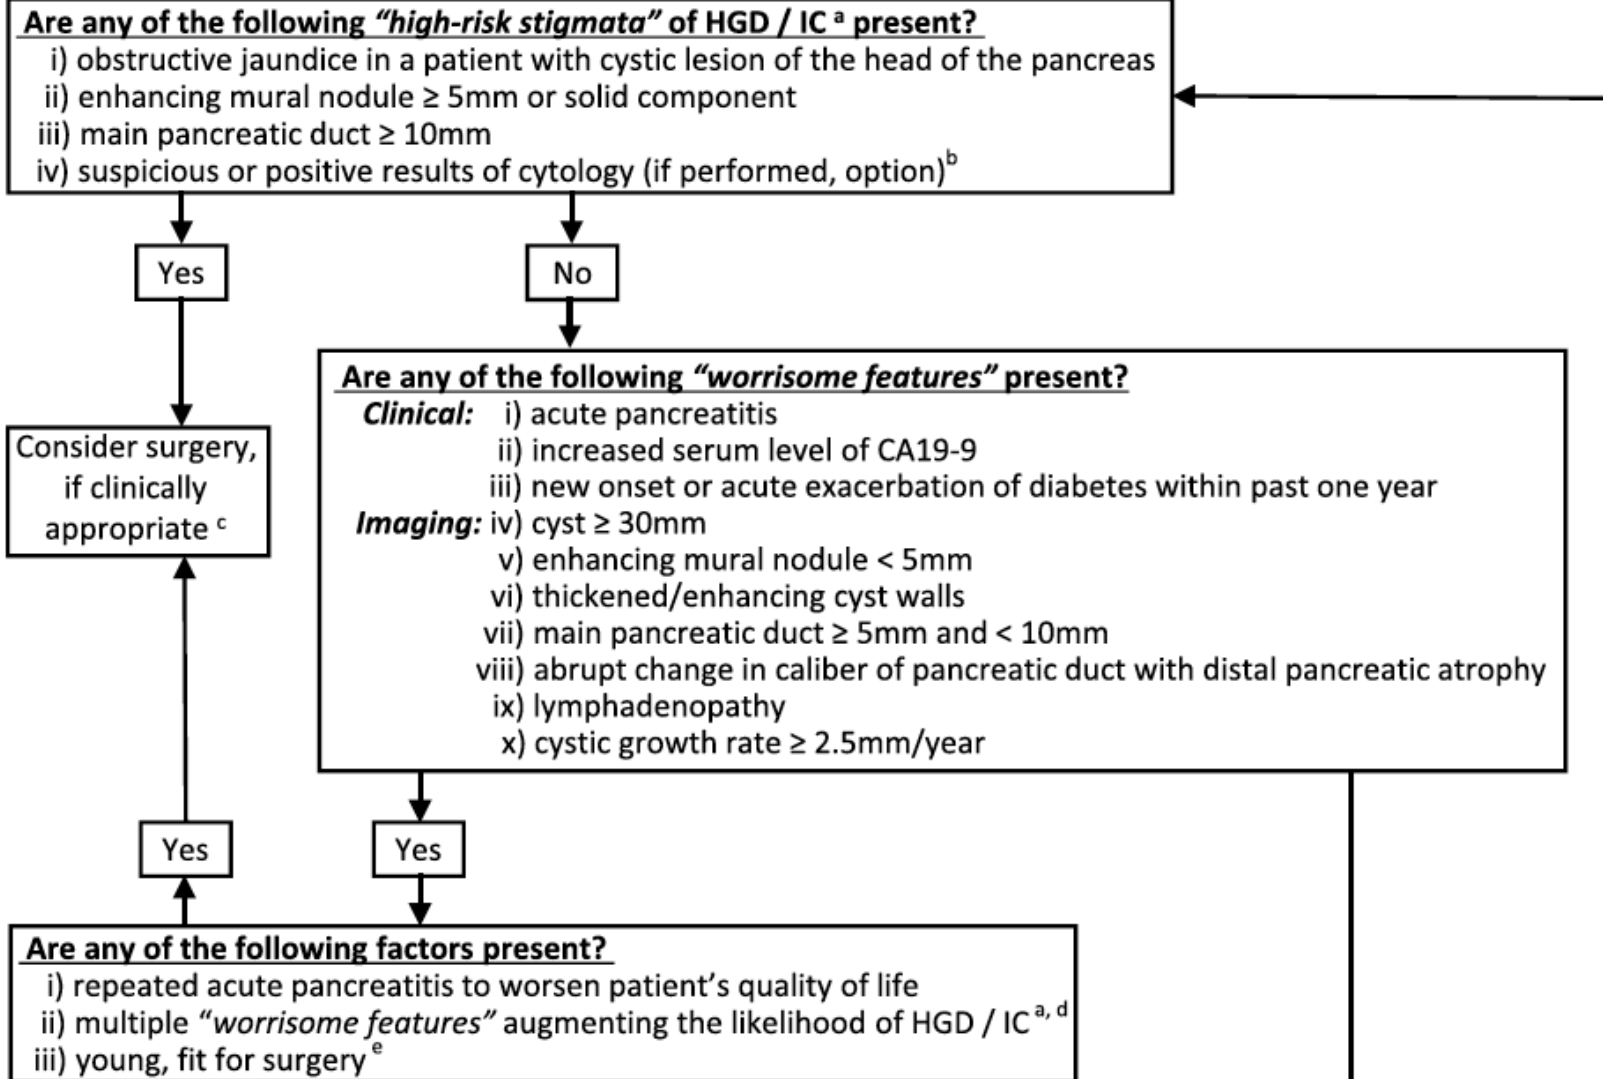 Are any of the following “high-risk stigmata” of HGD / IC a present?
i) obstructive jaundice in a patient with cystic lesion of the head of the pancreas
ii) enhancing mural nodule ≥ 5mm or solid component
iii) main pancreatic duct ≥ 10mm
iv) suspicious or positive results of cytology (if performed, option)b
Yes
No
Consider surgery,
if clinically
appropriate c
Are any of the following “worrisome features” present?
Clinical: i) acute pancreatitis
ii) increased serum level of CA19-9
iii) new onset or acute exacerbation of diabetes within past one year
Imaging: iv) cyst ≥ 30mm
v) enhancing mural nodule < 5mm
vi) thickened/enhancing cyst walls
vii) main pancreatic duct ≥ 5mm and < 10mm
viii) abrupt change in caliber of pancreatic duct with distal pancreatic atrophy
ix) lymphadenopathy
x) cystic growth rate ≥ 2.5mm/year
Yes
Yes
Are any of the following factors present?
i) repeated acute pancreatitis to worsen patient’s quality of life
ii) multiple “worrisome features” augmenting the likelihood of HGD / IC a, d
iii) young, fit for surgery e